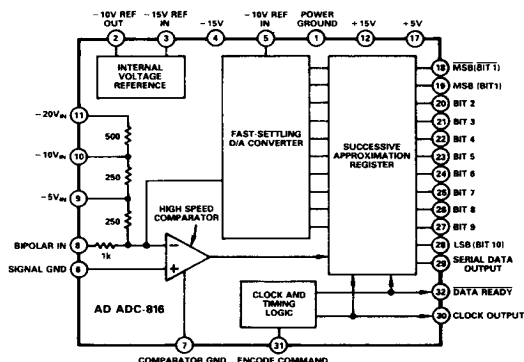 −10V REF OUT
−15V REF IN
−15V
−10V REF IN
POWER GROUND
+15V
+5V
2
3
4
5
1
12
17
INTERNAL VOLTAGE REFERENCE
FAST-SETTLING D/A CONVERTER
SUCCESSIVE APPROXIMATION REGISTER
18 MSB (BIT 1)
19 MSB (BIT1)
20 BIT 2
21 BIT 3
22 BIT 4
23 BIT 5
24 BIT 6
25 BIT 7
26 BIT 8
27 BIT 9
28 LSB (BIT 10)
29 SERIAL DATA OUTPUT
32 DATA READY
30 CLOCK OUTPUT
−20VIN 11
500
−10VIN 10
250
−5VIN 9
250
HIGH SPEED COMPARATOR
BIPOLAR IN 8
1k
−
SIGNAL GND 6
+
AD ADC-816
CLOCK AND TIMING LOGIC
7
31
COMPARATOR GND
ENCODE COMMAND